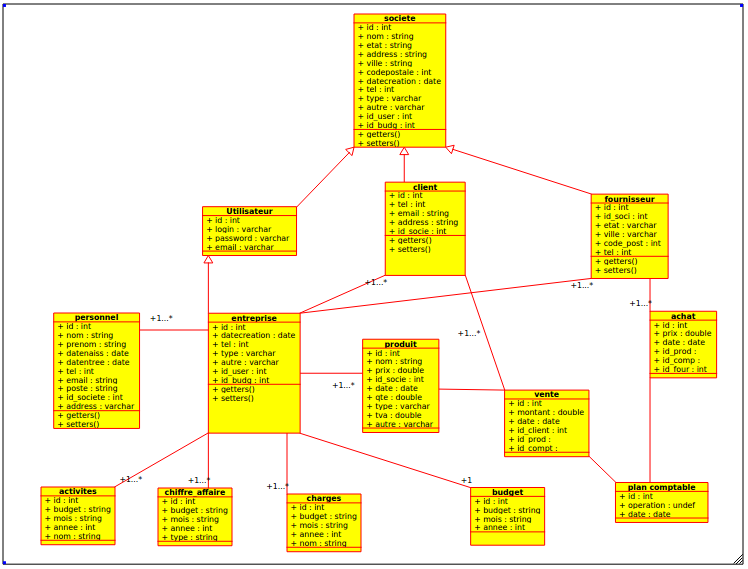 societe
+ id : int
+ nom : string
+ etat : string
+ address : string
+ ville : string
+ codepostale : int
+ datecreation : date
+ tel : int
+ type : varchar
+ autre : varchar
+ id_user : int
+ id_budg : int
+ getters()
+ setters()
Utilisateur
+ id : int
+ login : varchar
+ password : varchar
+ email : varchar
client
+ id : int
+ tel : int
+ email : string
+ address : string
+ id_societe : int
+ getters()
+ setters()
fournisseur
+ id : int
+ id_soci : int
+ etat : varchar
+ ville : varchar
+ code_post : int
+ tel : int
+ getters()
+ setters()
+1...*
+1...*
+1...*
+1...*
+1...*
personnel
+ id : int
+ nom : string
+ prenom : string
+ datenaiss : date
+ datentree : date
+ tel : int
+ email : string
+ poste : string
+ id_societe : int
+ address : varchar
+ getters()
+ setters()
entreprise
+ id : int
+ datecreation : date
+ tel : int
+ type : varchar
+ autre : varchar
+ id_user : int
+ id_budg : int
+ getters()
+ setters()
produit
+ id : int
+ nom : string
+ prix : double
+ id_socie : int
+ date : date
+ qte : double
+ type : varchar
+ tva : double
+ autre : varchar
+1...*
achat
+ id : int
+ prix : double
+ date : date
+ id_prod :
+ id_comp :
+ id_four : int
vente
+ id : int
+ montant : double
+ date : date
+ id_client : int
+ id_prod :
+ id_compt :
+1...*
+1...*
+1...*
+1
activites
+ id : int
+ budget : string
+ mois : string
+ annee : int
+ nom : string
chiffre_affaire
+ id : int
+ budget : string
+ mois : string
+ annee : int
+ type : string
charges
+ id : int
+ budget : string
+ mois : string
+ annee : int
+ nom : string
budget
+ id : int
+ budget : string
+ mois : string
+ annee : int
plan comptable
+ id : int
+ operation : undef
+ date : date